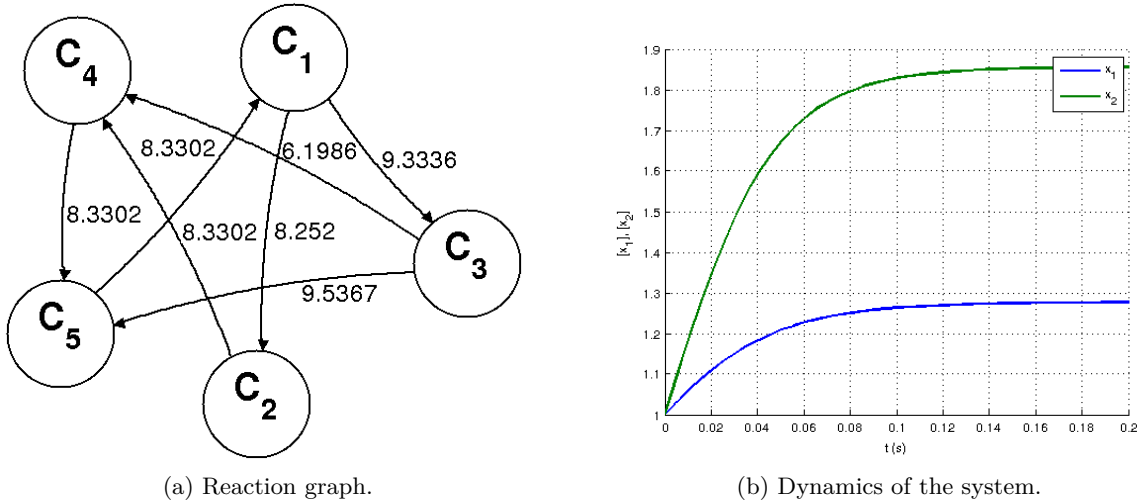 C4
C1
8.3302
6.1986
9.3336
8.3302
8.3302
8.252
C3
9.5367
C5
C2
(a) Reaction graph.
1.9
1.8
1.7
1.6
1.5
1.4
1.3
1.2
1.1
1
[x1], [x2]
x1
x2
0 0.02 0.04 0.06 0.08 0.1 0.12 0.14 0.16 0.18 0.2
t (s)
(b) Dynamics of the system.